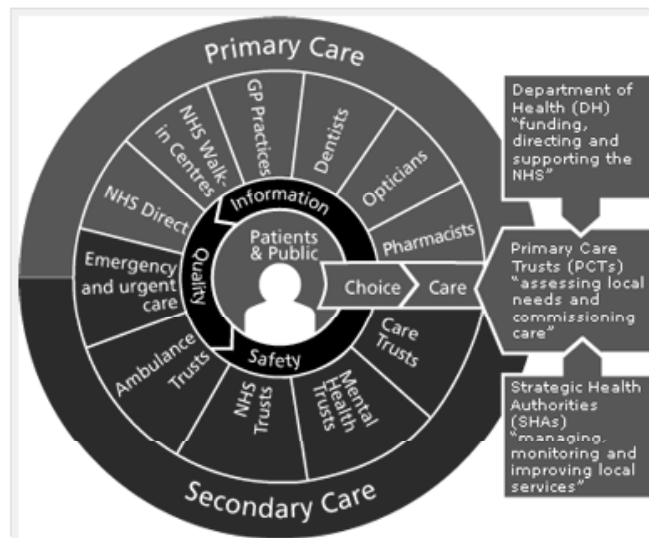 Primary Care
NHS Direct
NHS Walk-
in Centres
GP Practices
Dentists
Opticians
Pharmacists
Information
Quality
Safety
Patients
& Public
Choice
Care
Emergency
and urgent
care
Ambulance
Trusts
NHS
Trusts
Mental
Health
Trusts
Care
Trusts
Secondary Care
Department of
Health (DH)
“funding,
directing and
supporting the
NHS”
Primary Care
Trusts (PCTs)
“assessing local
needs and
commissioning
care”
Strategic Health
Authorities
(SHAs)
“managing,
monitoring and
improving local
services”